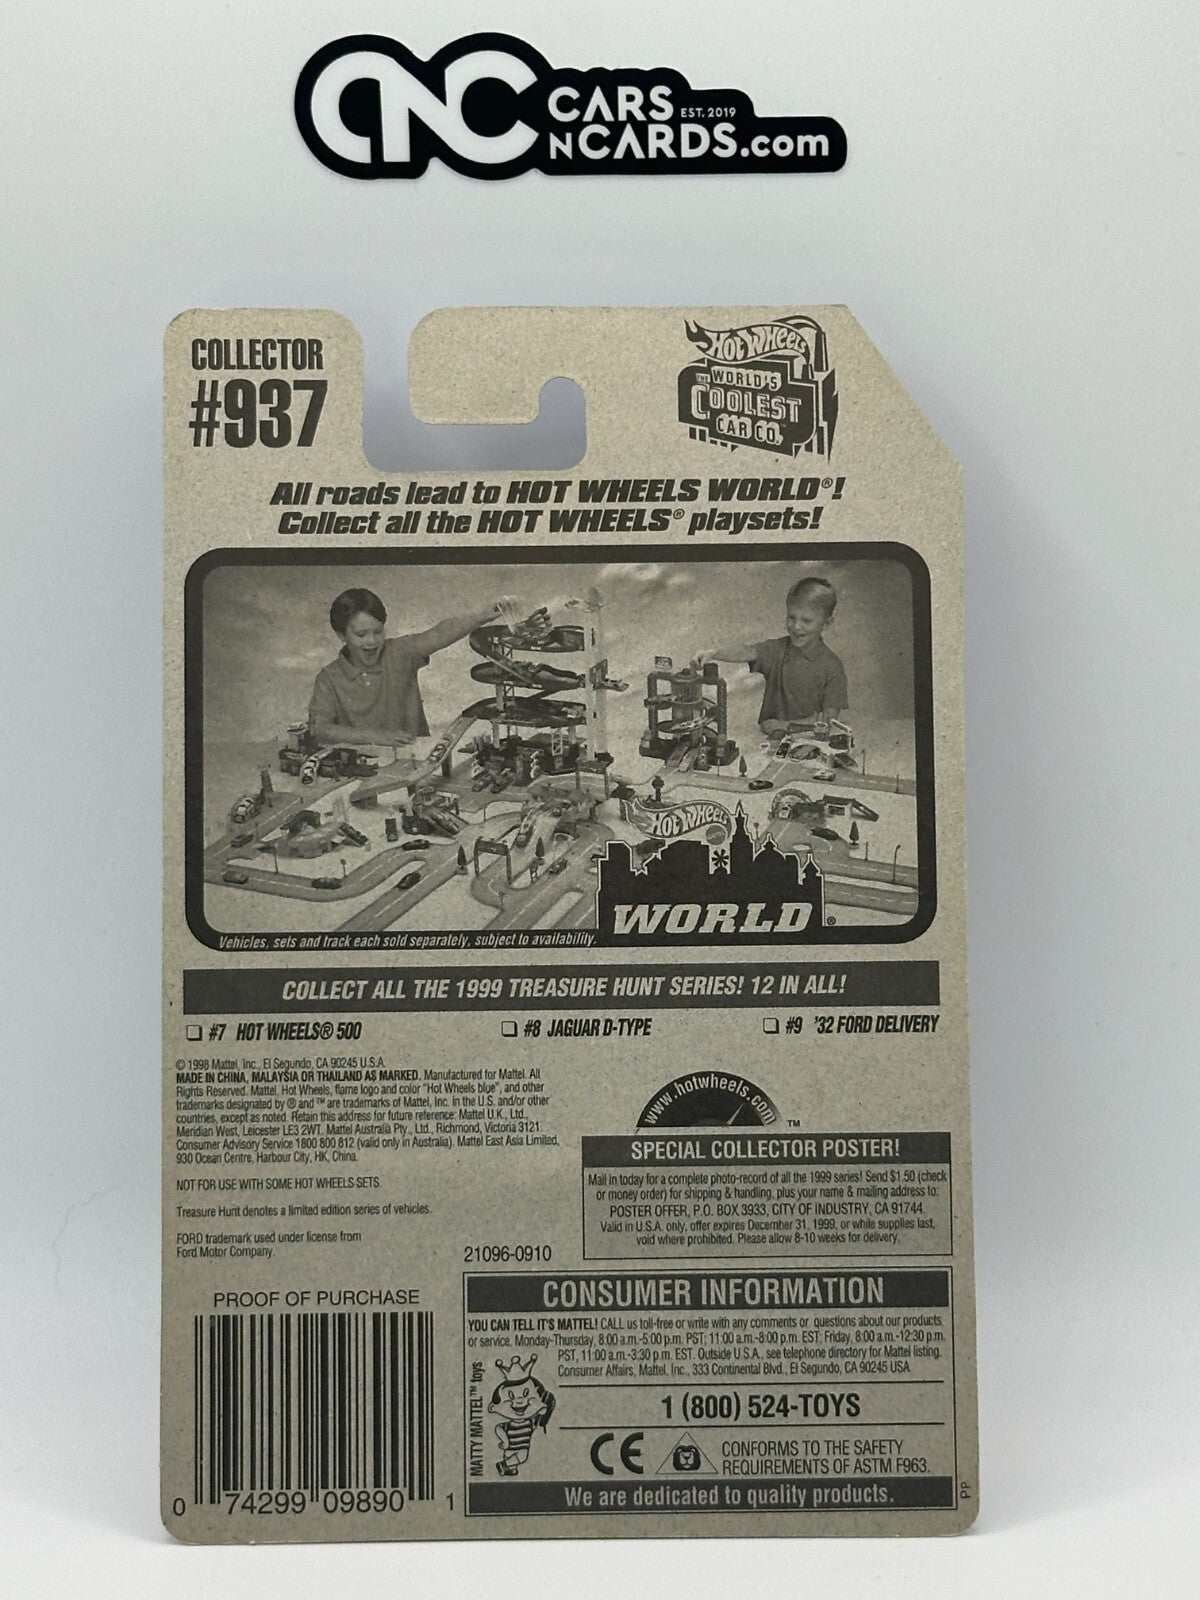 CNC CARS EST. 2019
NCARDS.com
COLLECTOR
#937
HOT WHEELS
THE WORLD'S
COOLEST
CAR CO.™
All roads lead to HOT WHEELS WORLD®!
Collect all the HOT WHEELS® playsets!
HOT WHEELS
WORLD®
Vehicles, sets and track each sold separately, subject to availability.
COLLECT ALL THE 1999 TREASURE HUNT SERIES! 12 IN ALL!
#7 HOT WHEELS® 500
#8 JAGUAR D-TYPE
#9 '32 FORD DELIVERY
© 1998 Mattel, Inc., El Segundo, CA 90245 U.S.A.
MADE IN CHINA, MALAYSIA OR THAILAND AS MARKED. Manufactured for Mattel. All
Rights Reserved. Mattel, Hot Wheels, flame logo and color "Hot Wheels blue", and other
trademarks designated by ® and ™ are trademarks of Mattel, Inc. in the U.S. and/or other
countries, except as noted. Retain this address for future reference: Mattel U.K., Ltd.,
Meridian West, Leicester LE3 2WT. Mattel Australia Pty., Ltd., Richmond, Victoria 3121.
Consumer Advisory Service 1800 800 812 (valid only in Australia). Mattel East Asia Limited,
930 Ocean Centre, Harbour City, HK, China.
NOT FOR USE WITH SOME HOT WHEELS SETS.
Treasure Hunt denotes a limited edition series of vehicles.
FORD trademark used under license from
Ford Motor Company.
21096-0910
www.hotwheels.com™
SPECIAL COLLECTOR POSTER!
Mail in today for a complete photo-record of all the 1999 series! Send $1.50 (check
or money order) for shipping & handling, plus your name & mailing address to:
POSTER OFFER, P.O. BOX 3933, CITY OF INDUSTRY, CA 91744.
Valid in U.S.A. only, offer expires December 31, 1999, or while supplies last,
void where prohibited. Please allow 8-10 weeks for delivery.
PROOF OF PURCHASE
0 74299 09890 1
CONSUMER INFORMATION
YOU CAN TELL IT'S MATTEL! CALL us toll-free or write with any comments or questions about our products
or service. Monday-Thursday, 8:00 a.m.-5:00 p.m. PST; 11:00 a.m.-8:00 p.m. EST; Friday, 8:00 a.m.-12:30 p.m.
PST, 11:00 a.m.-3:30 p.m. EST. Outside U.S.A., see telephone directory for Mattel listing.
Consumer Affairs, Mattel, Inc., 333 Continental Blvd., El Segundo, CA 90245 USA
MATTY MATTEL™ toys
1 (800) 524-TOYS
CE
CONFORMS TO THE SAFETY
REQUIREMENTS OF ASTM F963.
We are dedicated to quality products.
PP